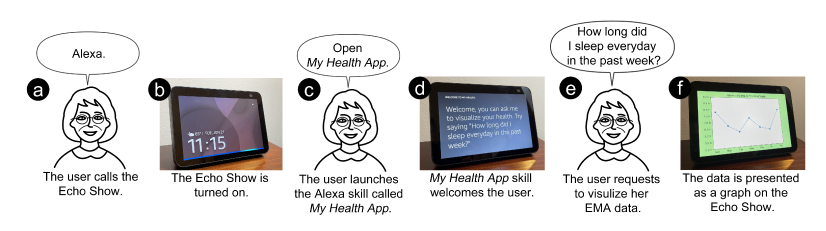 Alexa.
a
The user calls the
Echo Show.
b
11:15
The Echo Show is
turned on.
Open
My Health App.
c
The user launches
the Alexa skill called
My Health App.
d
WELCOME TO MY HEALTH
Welcome, you can ask me
to visualize your health. Try
saying "How long did I
sleep everyday in the past
week?"
My Health App skill
welcomes the user.
How long did
I sleep everyday
in the past week?
e
The user requests
to visulize her
EMA data.
f
The data is presented
as a graph on the
Echo Show.